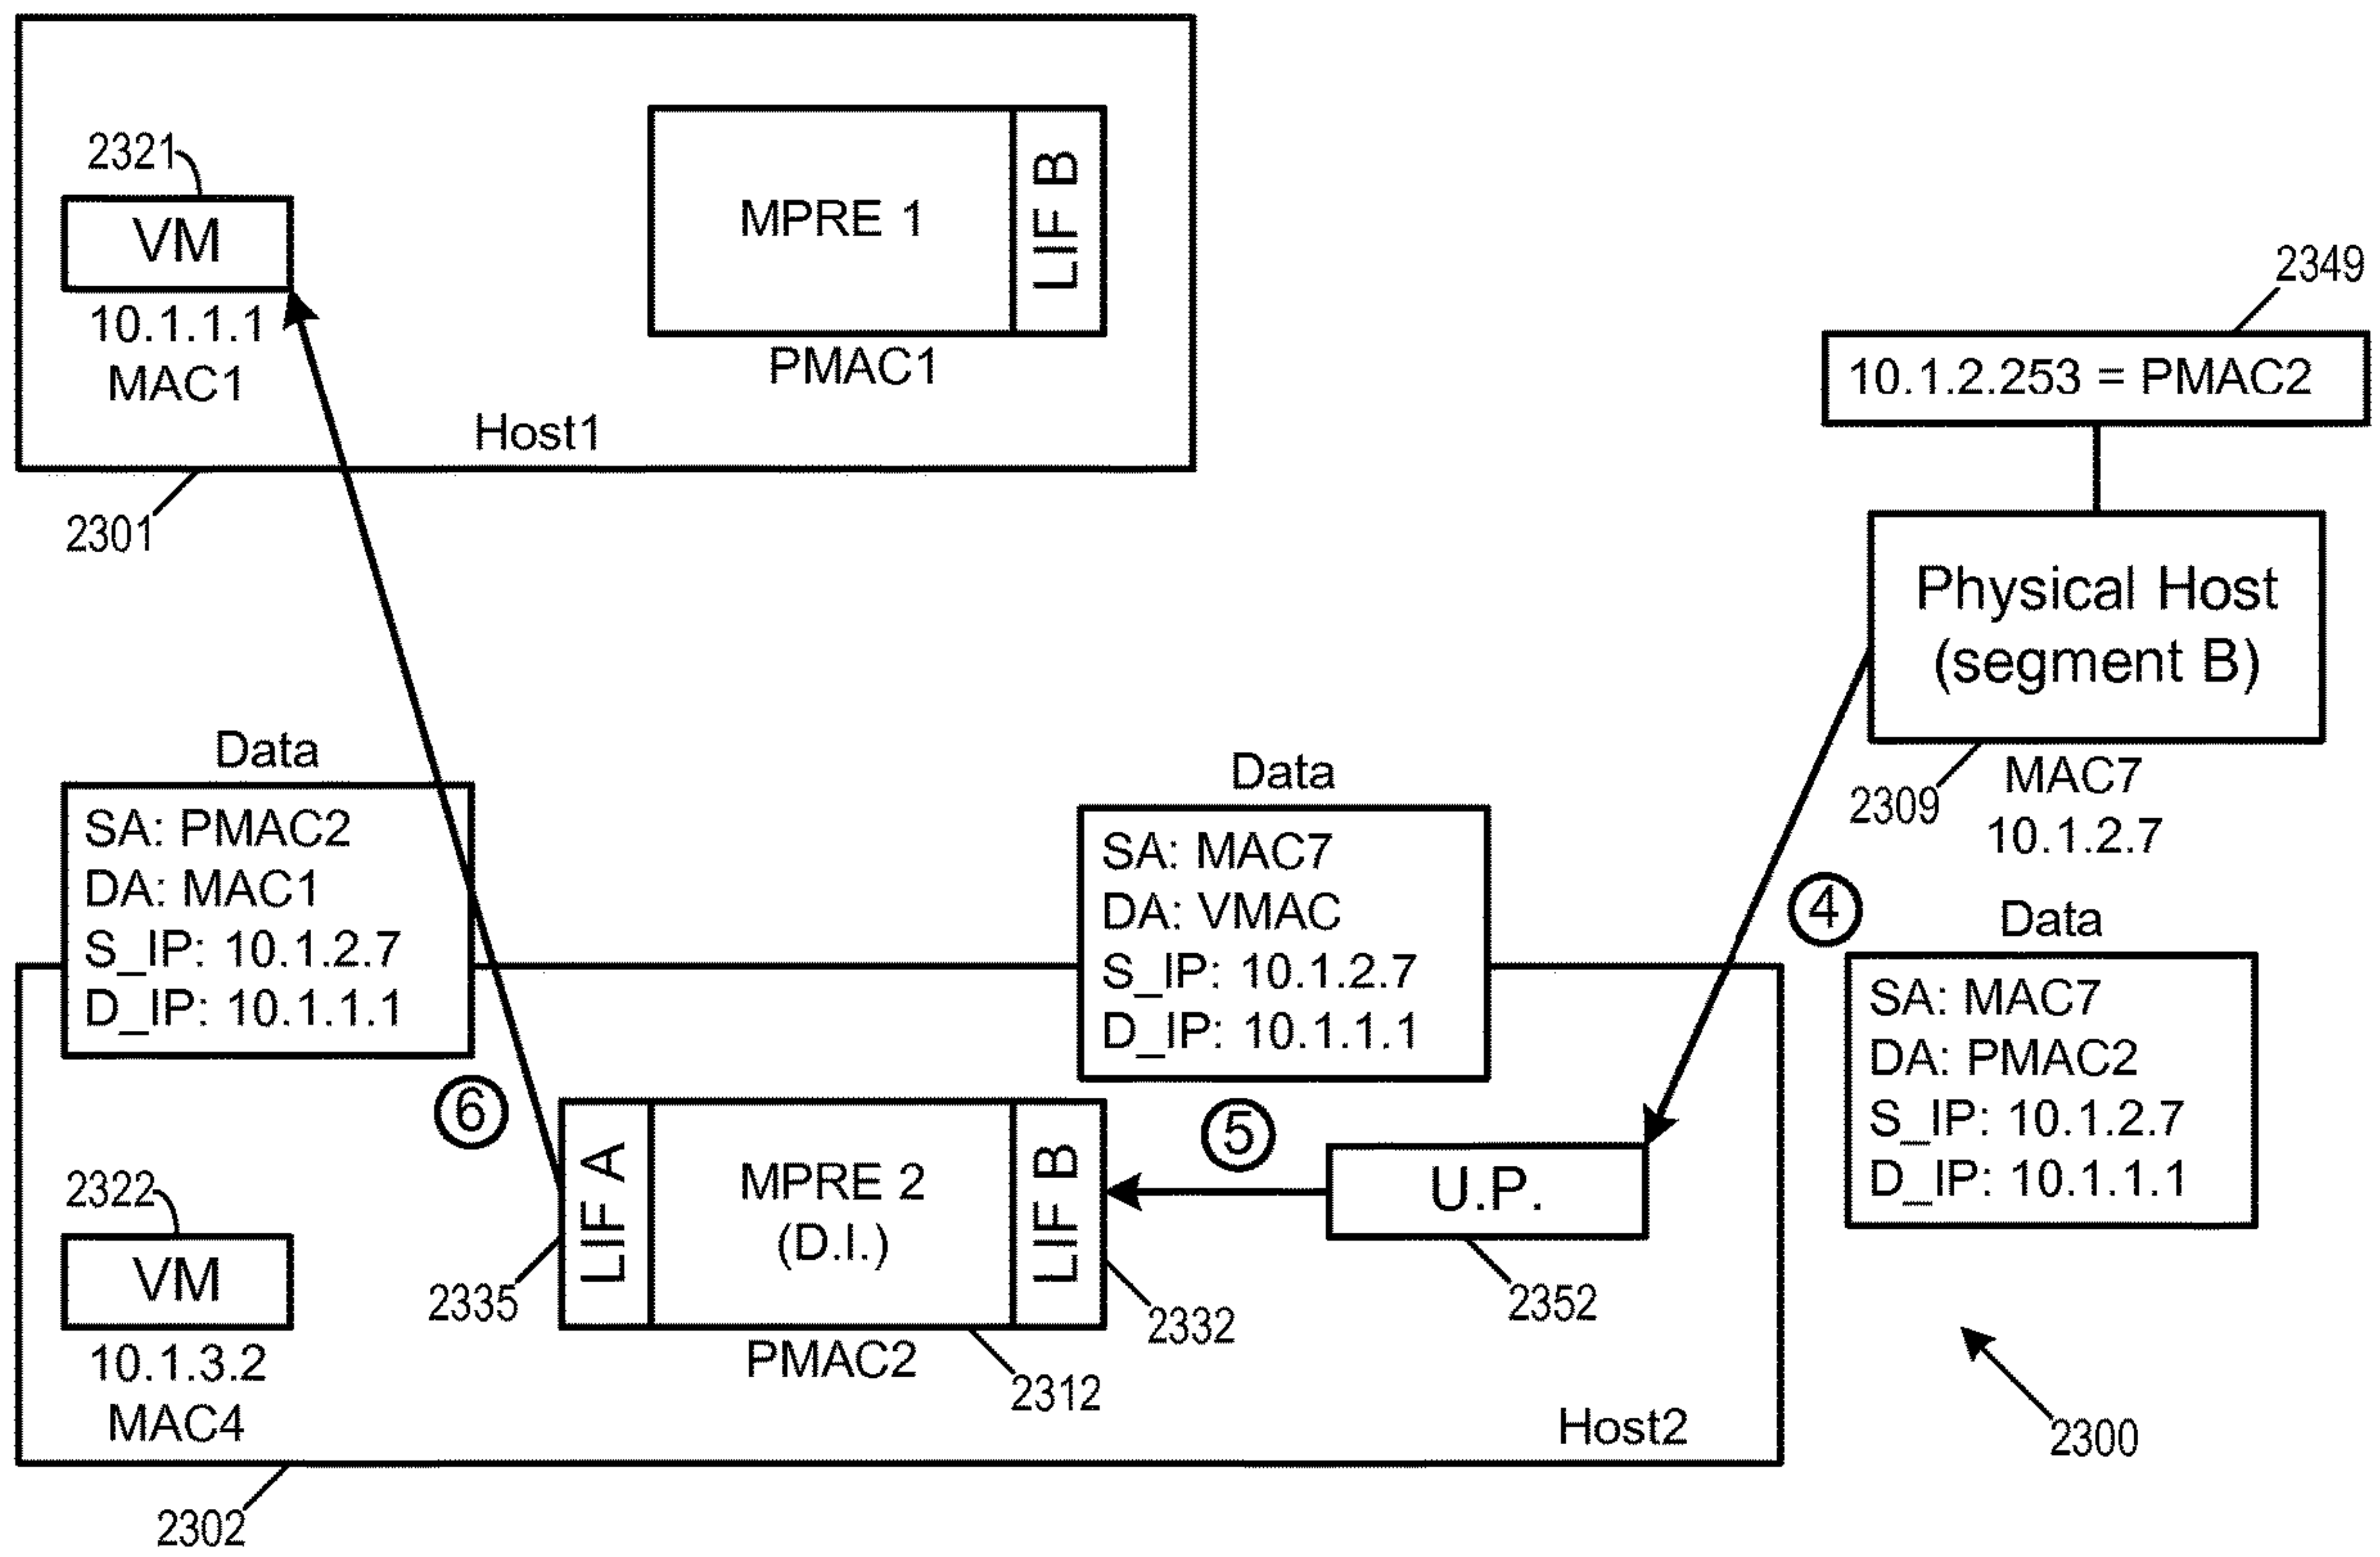 2321
VM
10.1.1.1
MAC1
MPRE 1
LIF B
PMAC1
Host1
2301
2349
10.1.2.253 = PMAC2
Physical Host
(segment B)
2309
MAC7
10.1.2.7
4
Data
SA: MAC7
DA: PMAC2
S_IP: 10.1.2.7
D_IP: 10.1.1.1
Data
SA: MAC7
DA: VMAC
S_IP: 10.1.2.7
D_IP: 10.1.1.1
5
U.P.
2352
Data
SA: PMAC2
DA: MAC1
S_IP: 10.1.2.7
D_IP: 10.1.1.1
6
LIF A
MPRE 2
(D.I.)
LIF B
2335
2332
PMAC2
2312
2322
VM
10.1.3.2
MAC4
Host2
2302
2300